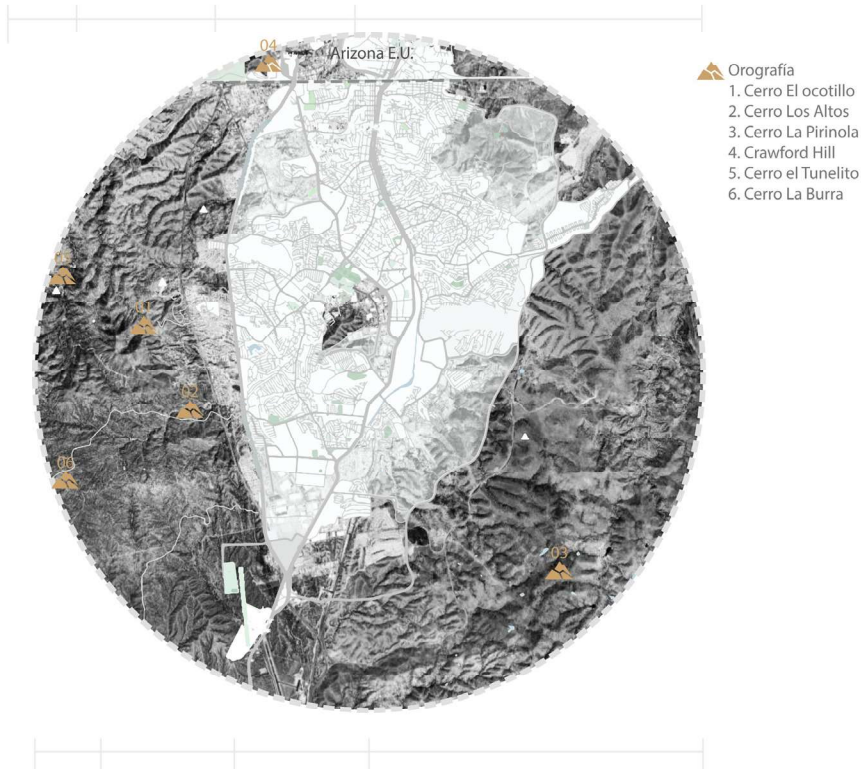 04
Arizona E.U.
Orografía
1. Cerro El ocotillo
2. Cerro Los Altos
3. Cerro La Pirinola
4. Crawford Hill
5. Cerro el Tunelito
6. Cerro La Burra
05
01
02
06
03